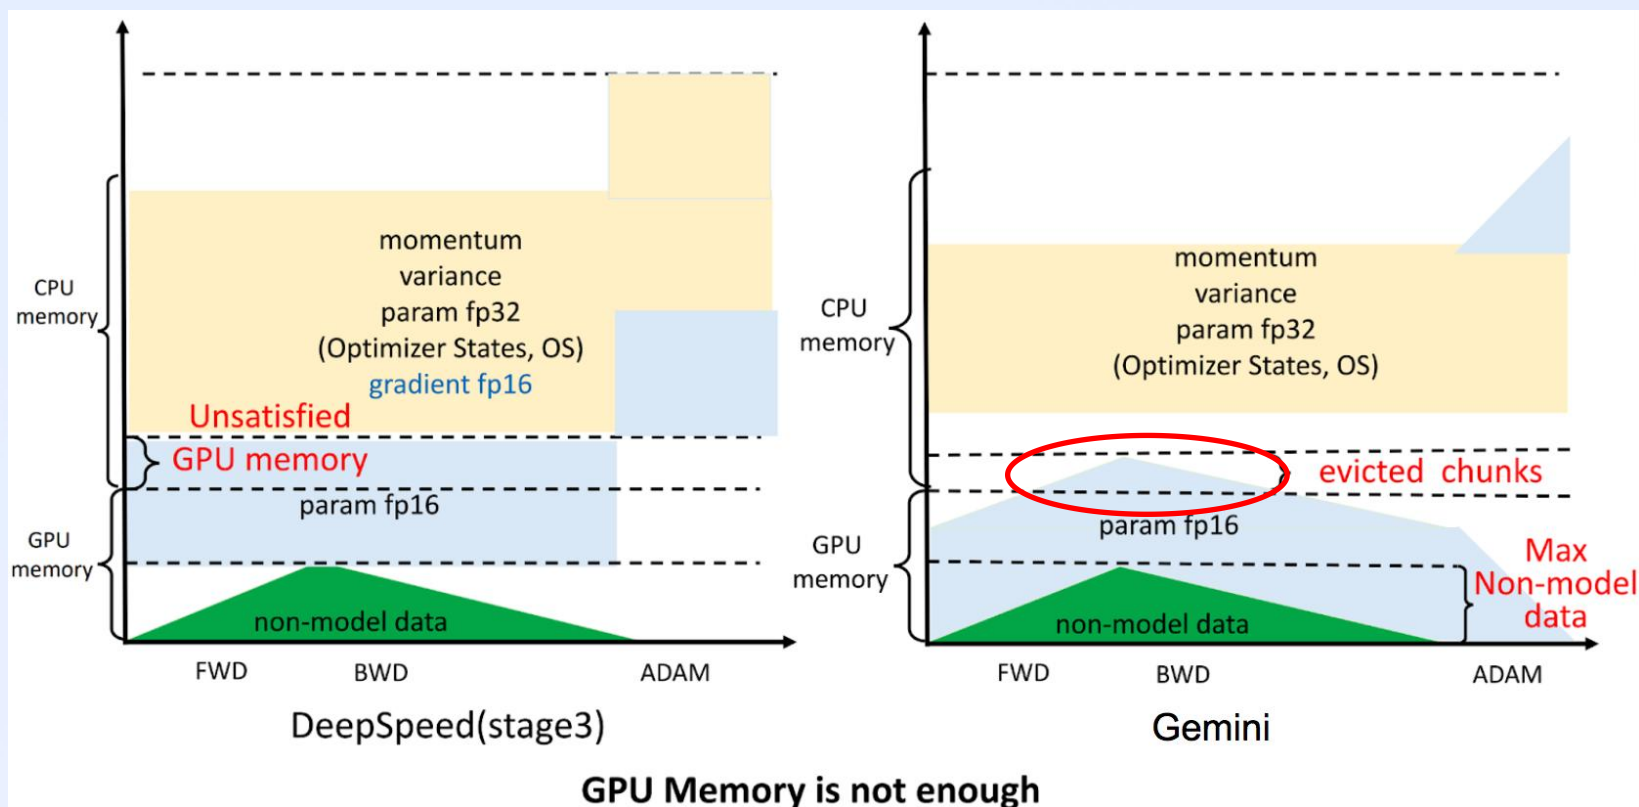 CPU
memory
GPU
memory
momentum
variance
param fp32
(Optimizer States, OS)
gradient fp16
Unsatisfied
GPU memory
param fp16
non-model data
FWD
BWD
ADAM
DeepSpeed(stage3)
CPU
memory
GPU
memory
momentum
variance
param fp32
(Optimizer States, OS)
evicted chunks
param fp16
Max
Non-model
data
non-model data
FWD
BWD
ADAM
Gemini
GPU Memory is not enough